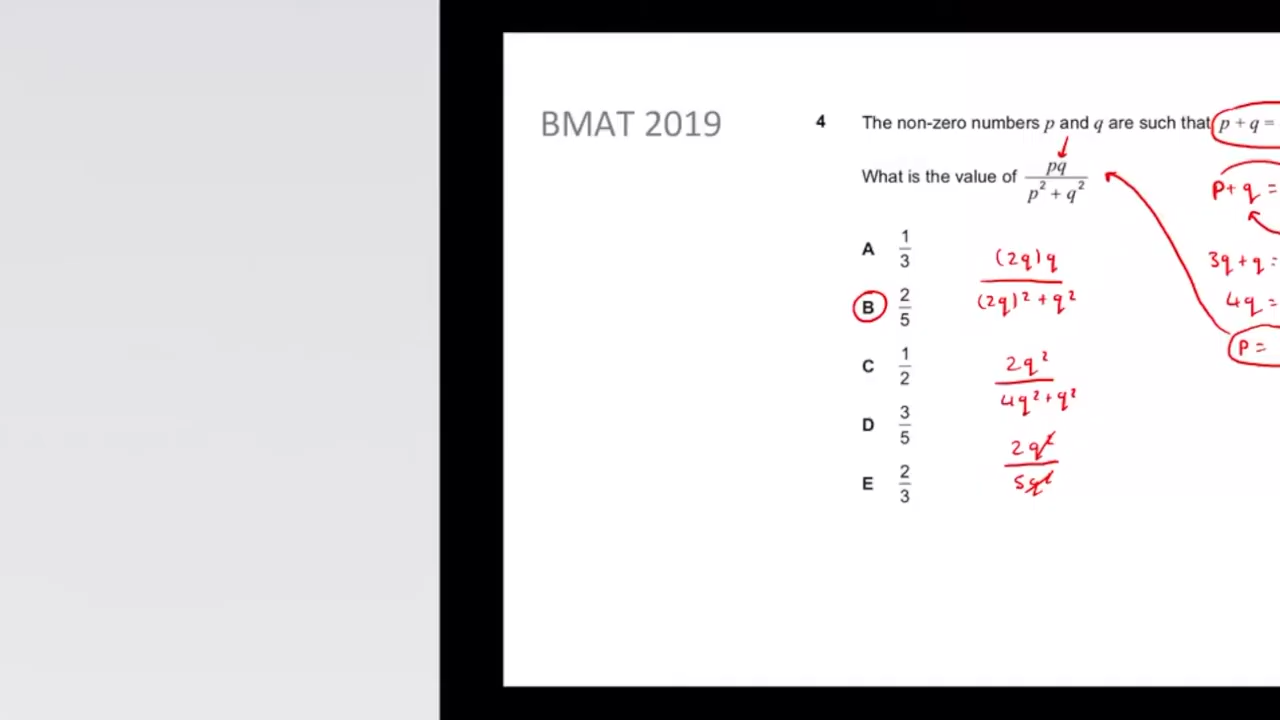 BMAT 2019
4 The non-zero numbers p and q are such that p + q =
What is the value of pq / p² + q²
p + q =
A 1/3
(2q)q / (2q)² + q²
3q + q =
B 2/5
4q =
p =
C 1/2
2q² / 4q² + q²
D 3/5
2q² / 5q²
E 2/3